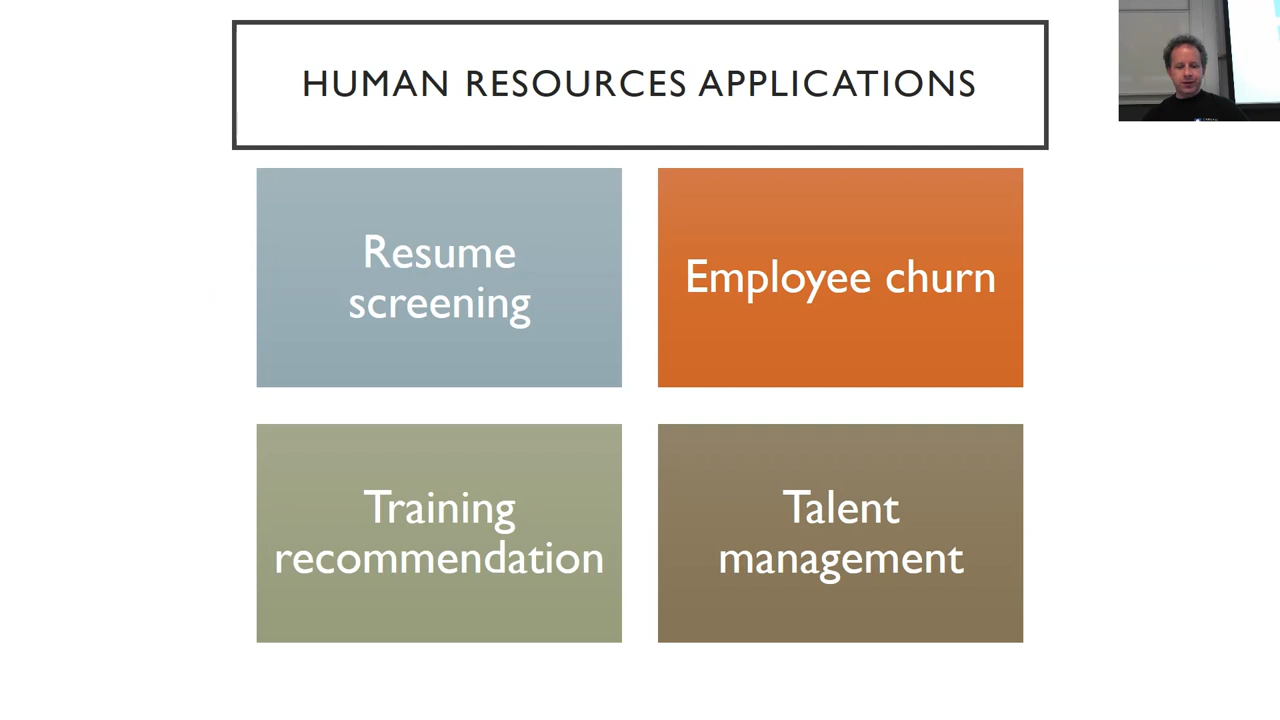 HUMAN RESOURCES APPLICATIONS
Resume
screening
Employee churn
Training
recommendation
Talent
management